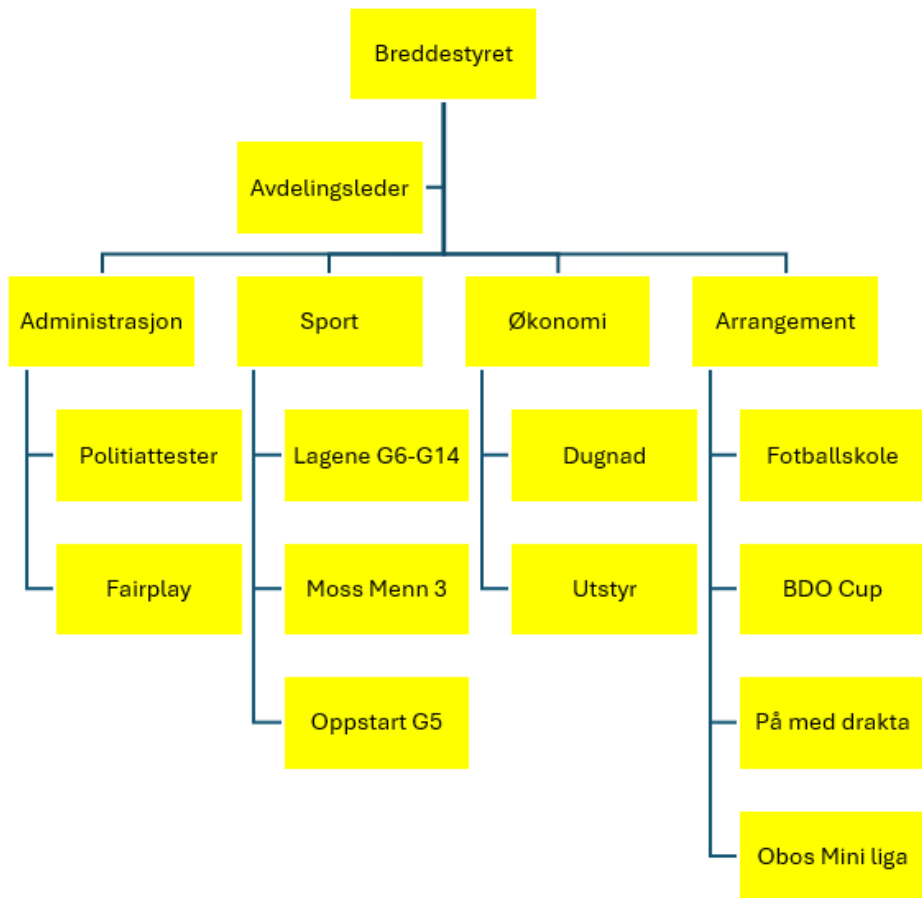 Breddestyret
Avdelingsleder
Administrasjon
Sport
Økonomi
Arrangement
Politiattester
Lagene G6-G14
Dugnad
Fotballskole
Fairplay
Moss Menn 3
Utstyr
BDO Cup
Oppstart G5
På med drakta
Obos Mini liga